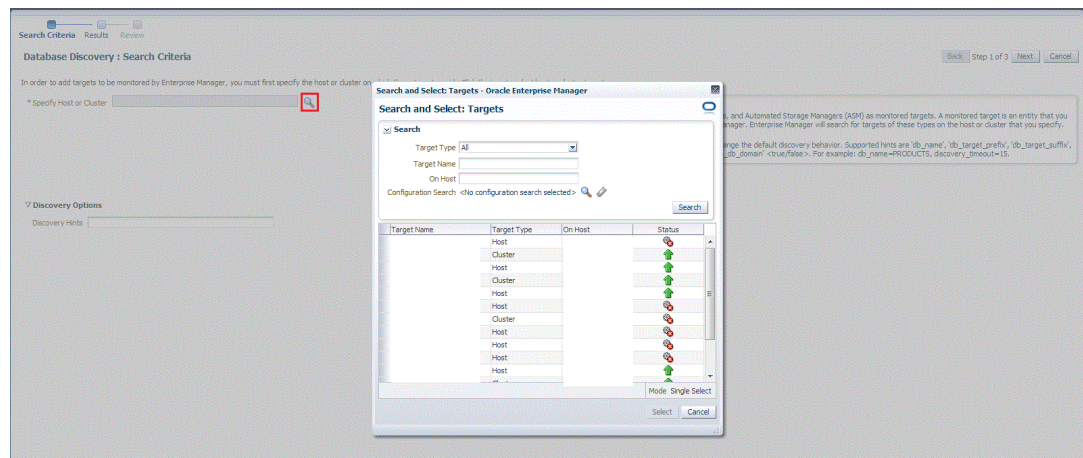 Search Criteria Results Review
Database Discovery : Search Criteria
Back Step 1 of 3 Next Cancel
In order to add targets to be monitored by Enterprise Manager, you must first specify the host or cluster on
* Specify Host or Cluster
, and Automated Storage Managers (ASM) as monitored targets. A monitored target is an entity that you
anager. Enterprise Manager will search for targets of these types on the host or cluster that you specify.
ange the default discovery behavior. Supported hints are 'db_name', 'db_target_prefix', 'db_target_suffix',
_db_domain' <true/false>. For example: db_name=PRODUCTS, discovery_timeout=15.
Discovery Options
Discovery Hints
Search and Select: Targets - Oracle Enterprise Manager
Search and Select: Targets
Search
Target Type All
Target Name
On Host
Configuration Search <No configuration search selected>
Search
Target Name Target Type On Host Status
Host
Cluster
Host
Cluster
Host
Host
Cluster
Host
Host
Host
Host
Mode Single Select
Select Cancel